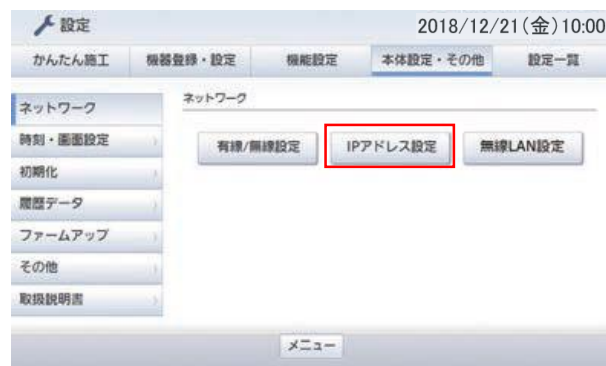 設定 2018/12/21(金)10:00
かんたん施工 機器登録・設定 機能設定 本体設定・その他 設定一覧
ネットワーク
ネットワーク
有線/無線設定 IPアドレス設定 無線LAN設定
時刻・画面設定
初期化
履歴データ
ファームアップ
その他
取扱説明書
メニュー